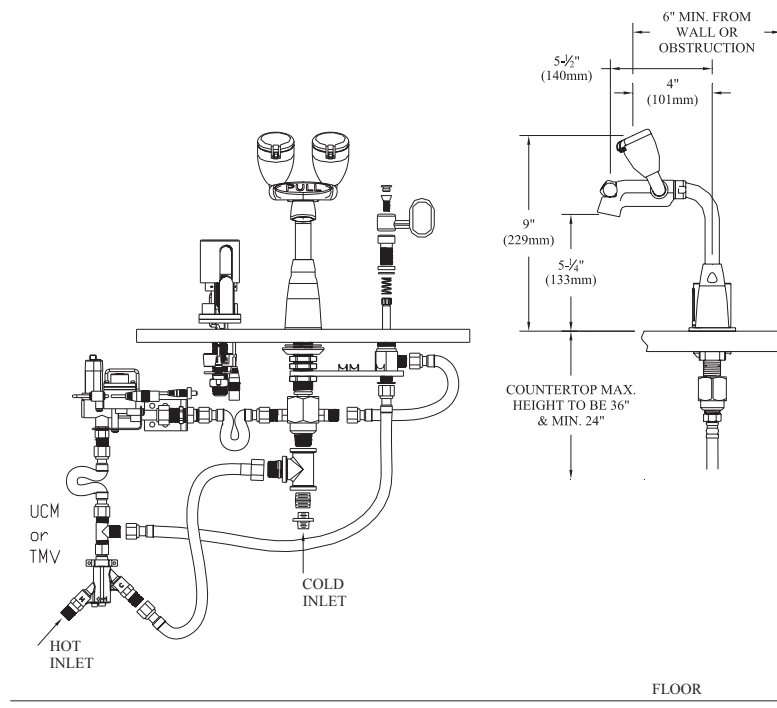 6" MIN. FROM
WALL OR
OBSTRUCTION
5-½"
(140mm)
4"
(101mm)
PULL
9"
(229mm)
5-¼"
(133mm)
COUNTERTOP MAX.
HEIGHT TO BE 36"
& MIN. 24"
UCM
or
TMV
H
C
COLD
INLET
HOT
INLET
FLOOR